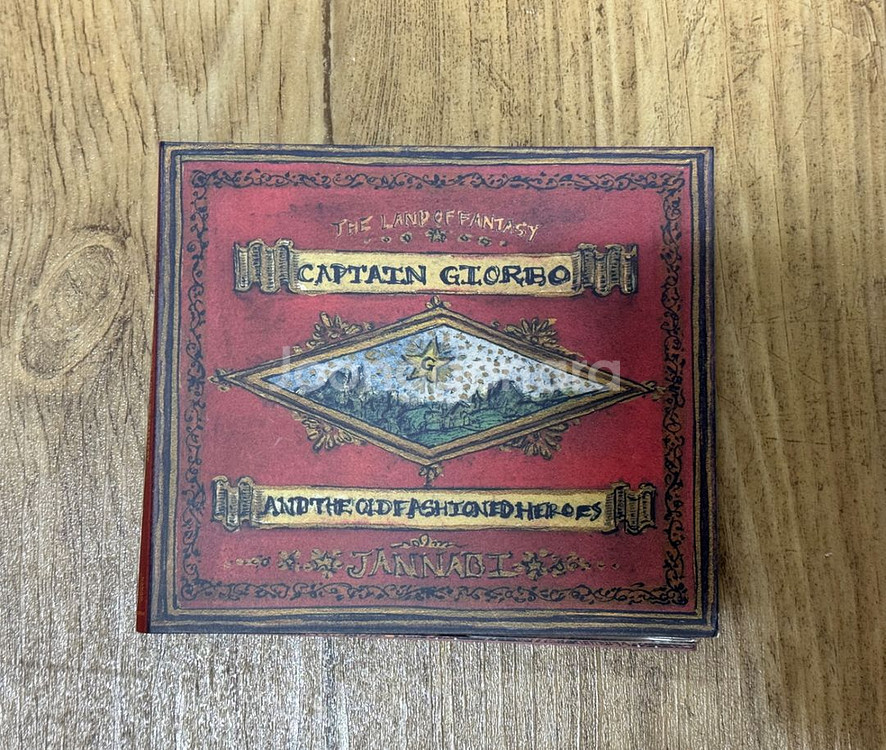 THE LAND OF FANTASY
CAPTAIN GIORBO
G
AND THE OLD FASHIONED HEROES
JANNABI